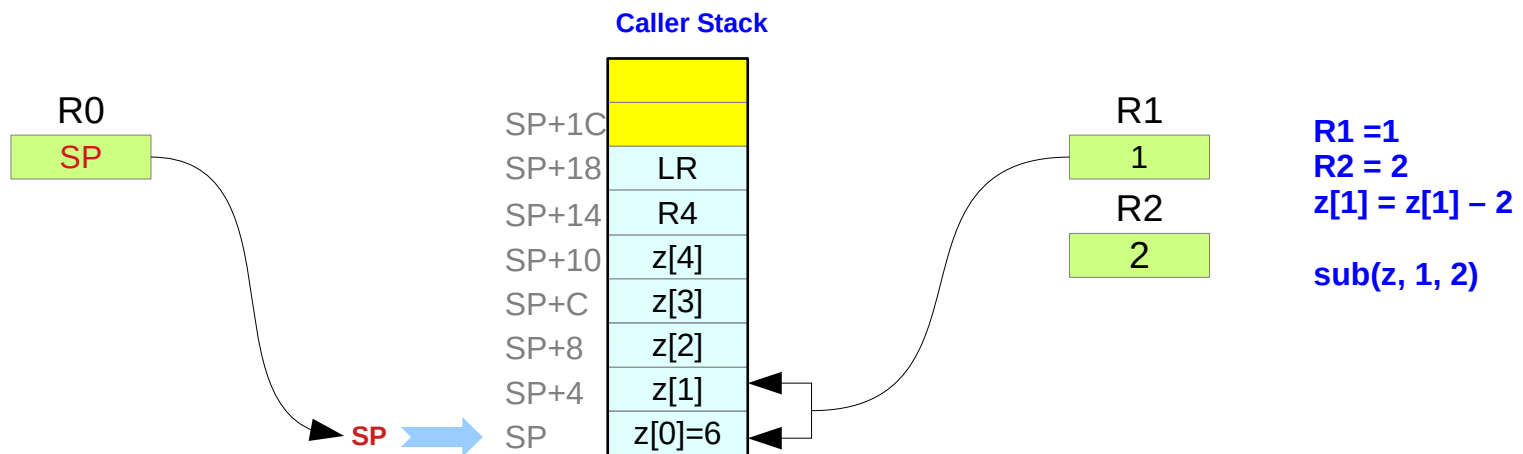 Caller Stack
R0
SP
SP+1C
SP+18 LR
SP+14 R4
SP+10 z[4]
SP+C z[3]
SP+8 z[2]
SP+4 z[1]
SP SP z[0]=6
R1
1
R2
2
R1 =1
R2 = 2
z[1] = z[1] – 2
sub(z, 1, 2)